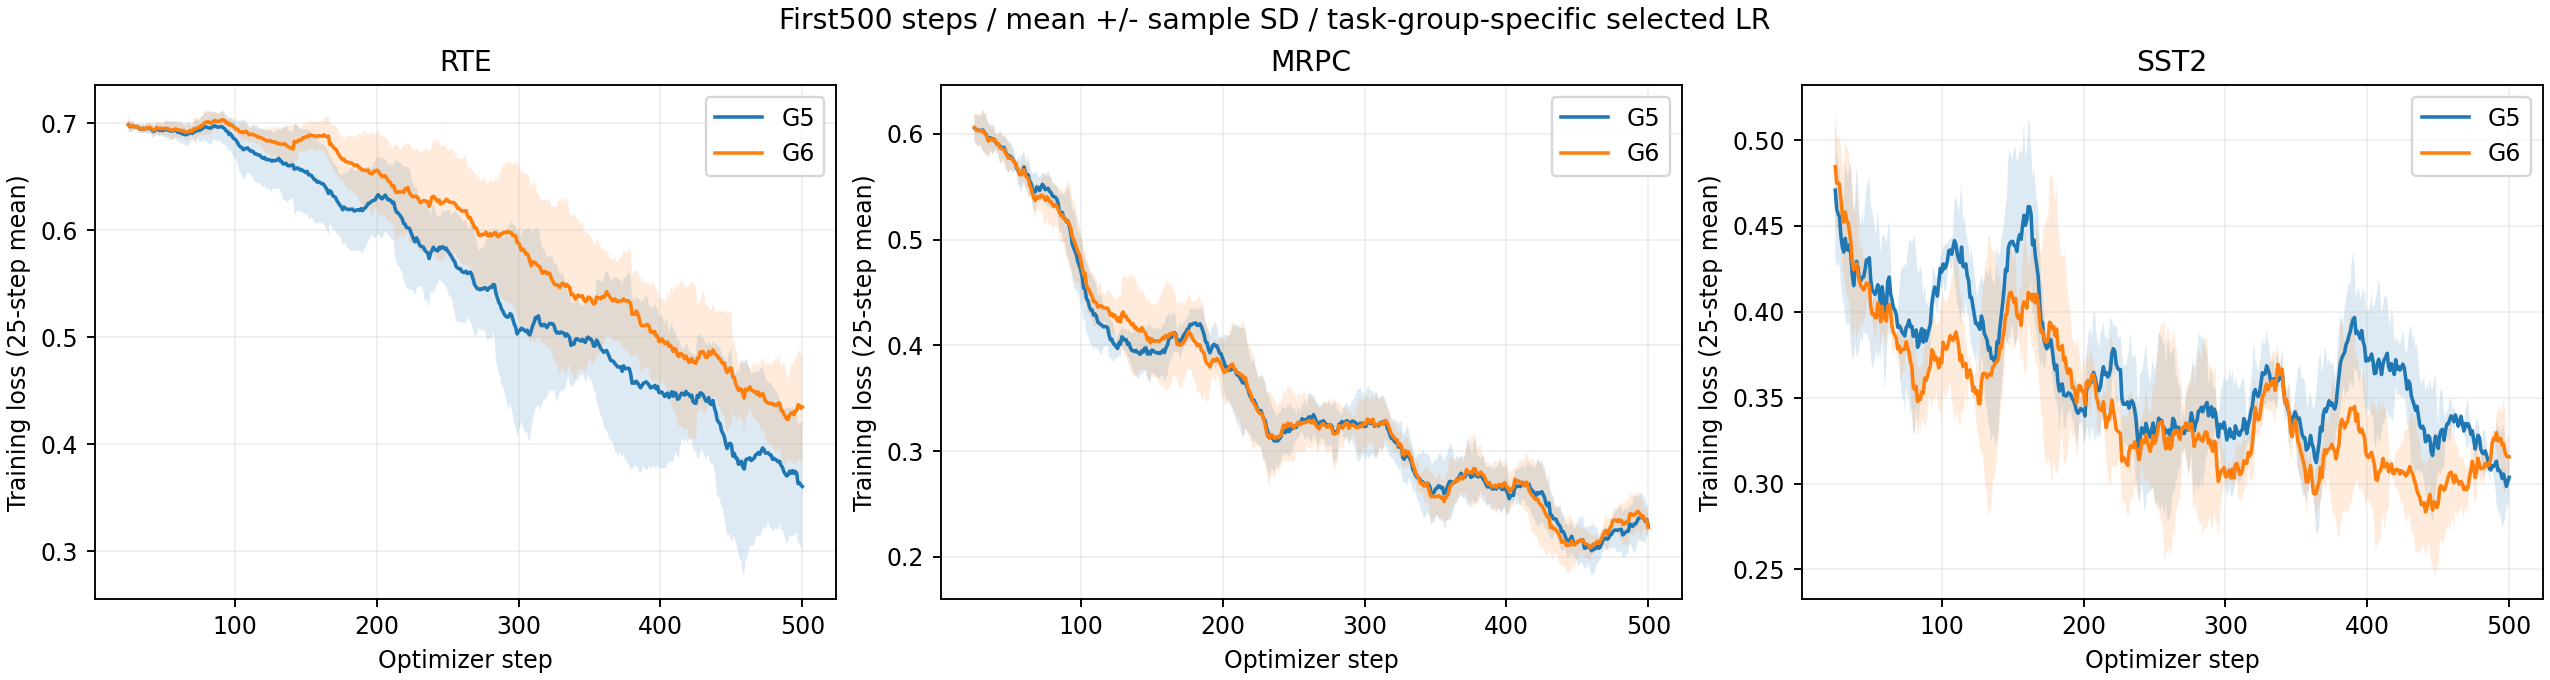 First500 steps / mean +/- sample SD / task-group-specific selected LR
RTE
Training loss (25-step mean)
0.7
0.6
0.5
0.4
0.3
G5
G6
100
200
300
400
500
Optimizer step
MRPC
Training loss (25-step mean)
0.6
0.5
0.4
0.3
0.2
G5
G6
100
200
300
400
500
Optimizer step
SST2
Training loss (25-step mean)
0.50
0.45
0.40
0.35
0.30
0.25
G5
G6
100
200
300
400
500
Optimizer step